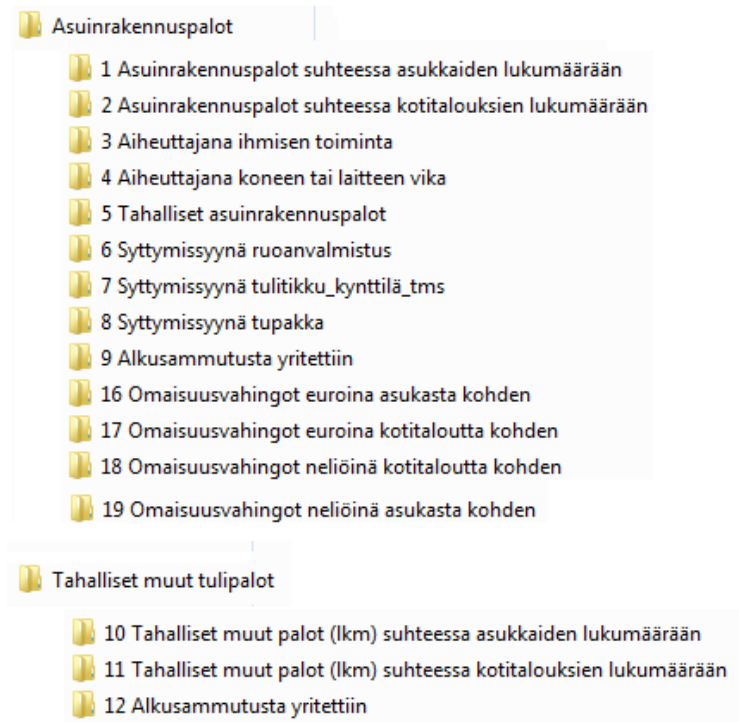 Asuinrakennuspalot
1 Asuinrakennuspalot suhteessa asukkaiden lukumäärään
2 Asuinrakennuspalot suhteessa kotitalouksien lukumäärään
3 Aiheuttajana ihmisen toiminta
4 Aiheuttajana koneen tai laitteen vika
5 Tahalliset asuinrakennuspalot
6 Syttymissyynä ruoanvalmistus
7 Syttymissyynä tulitikku_kynttilä_tms
8 Syttymissyynä tupakka
9 Alkusammutusta yritettiin
16 Omaisuusvahingot euroina asukasta kohden
17 Omaisuusvahingot euroina kotitaloutta kohden
18 Omaisuusvahingot neliöinä kotitaloutta kohden
19 Omaisuusvahingot neliöinä asukasta kohden
Tahalliset muut tulipalot
10 Tahalliset muut palot (lkm) suhteessa asukkaiden lukumäärään
11 Tahalliset muut palot (lkm) suhteessa kotitalouksien lukumäärään
12 Alkusammutusta yritettiin